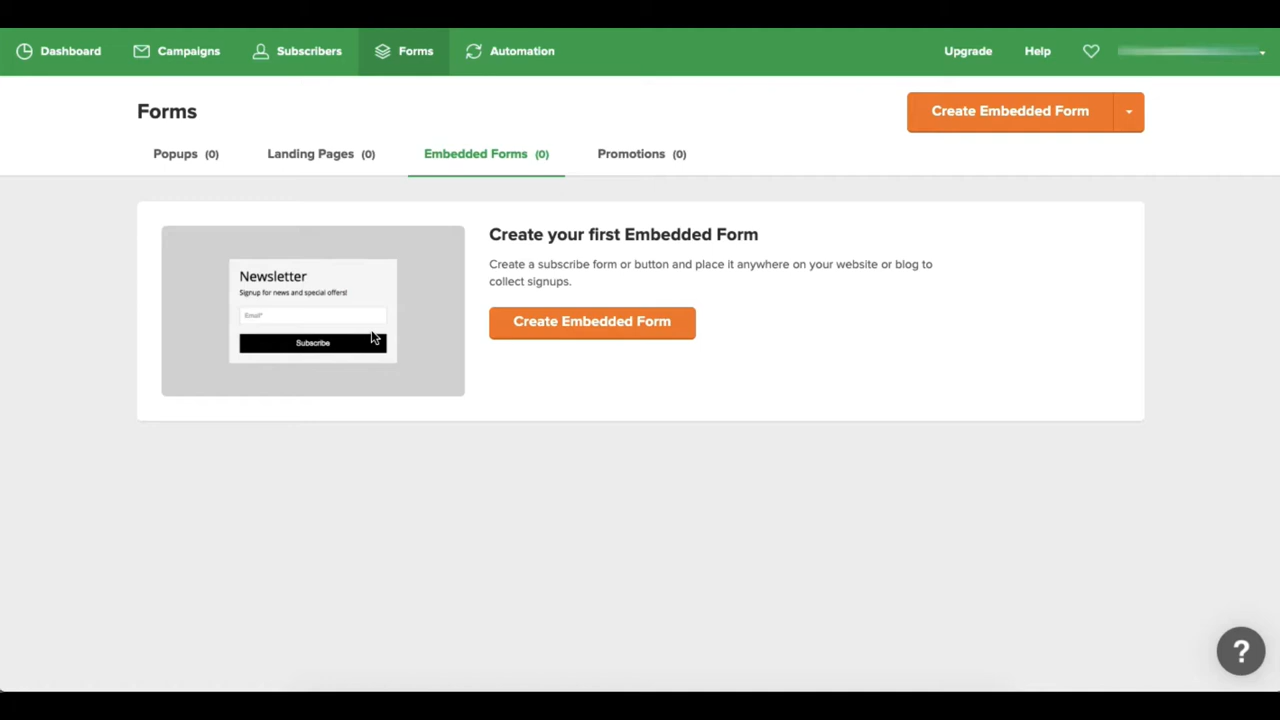 Dashboard Campaigns Subscribers Forms Automation Upgrade Help
Forms
Create Embedded Form
Popups (0) Landing Pages (0) Embedded Forms (0) Promotions (0)
Newsletter
Signup for news and special offers!
Email*
Subscribe
Create your first Embedded Form
Create a subscribe form or button and place it anywhere on your website or blog to
collect signups.
Create Embedded Form
?